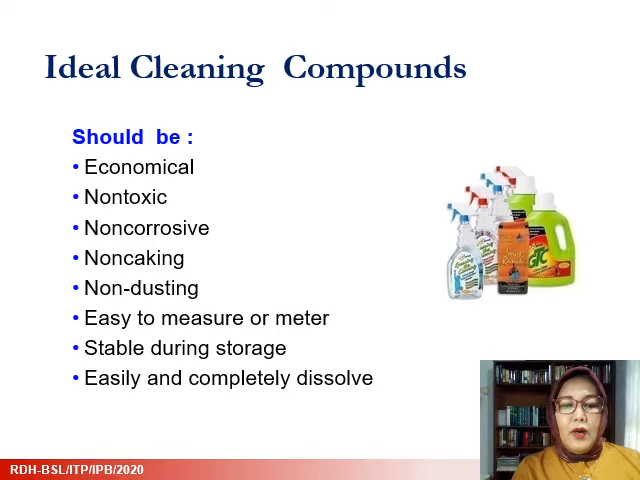 Ideal Cleaning Compounds
Should be :
• Economical
• Nontoxic
• Noncorrosive
• Noncaking
• Non-dusting
• Easy to measure or meter
• Stable during storage
• Easily and completely dissolve
GTC
RDH-BSL/ITP/IPB/2020